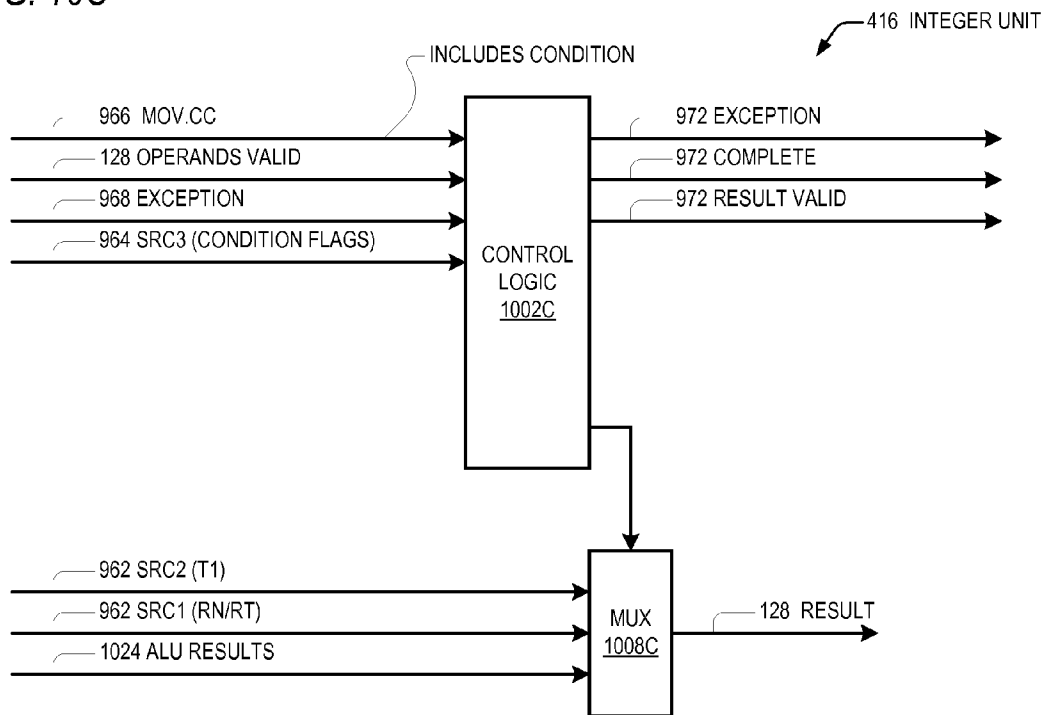 416 INTEGER UNIT
INCLUDES CONDITION
966 MOV.CC
128 OPERANDS VALID
968 EXCEPTION
964 SRC3 (CONDITION FLAGS)
CONTROL
LOGIC
1002C
972 EXCEPTION
972 COMPLETE
972 RESULT VALID
962 SRC2 (T1)
962 SRC1 (RN/RT)
1024 ALU RESULTS
MUX
1008C
128 RESULT